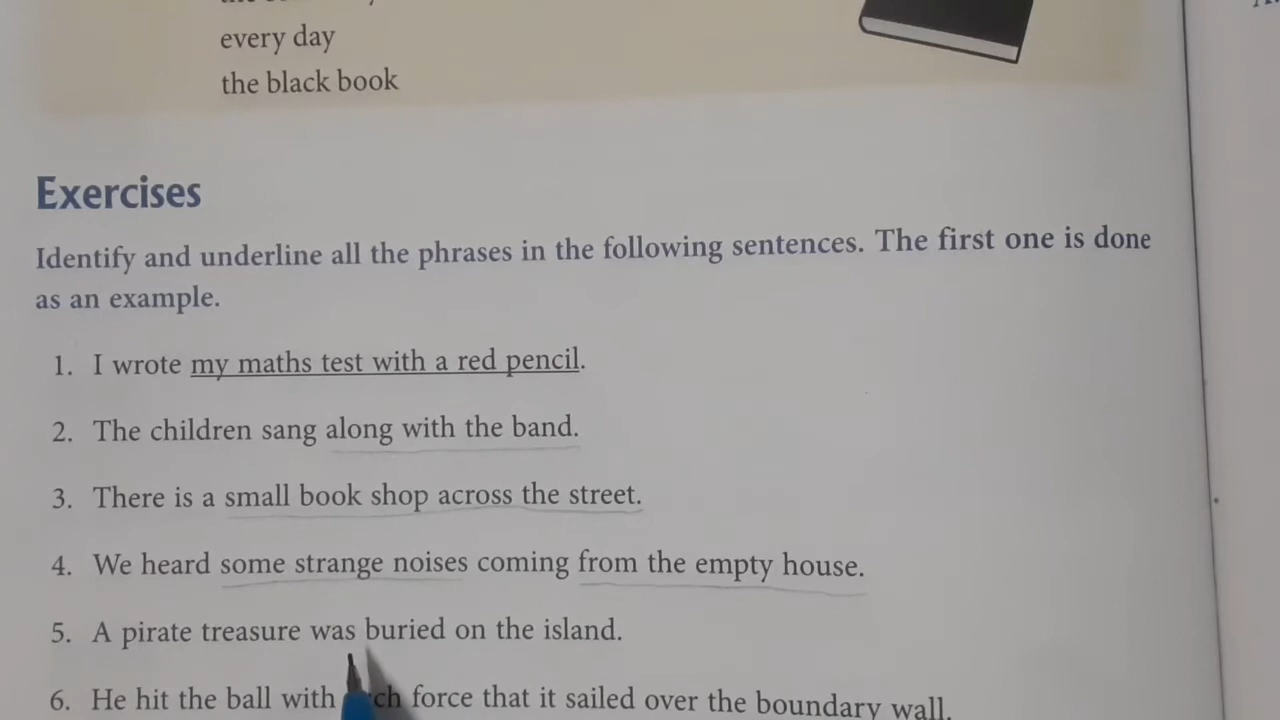 every day
the black book
Exercises
Identify and underline all the phrases in the following sentences. The first one is done
as an example.
1. I wrote my maths test with a red pencil.
2. The children sang along with the band.
3. There is a small book shop across the street.
4. We heard some strange noises coming from the empty house.
5. A pirate treasure was buried on the island.
6. He hit the ball with force that it sailed over the boundary wall.